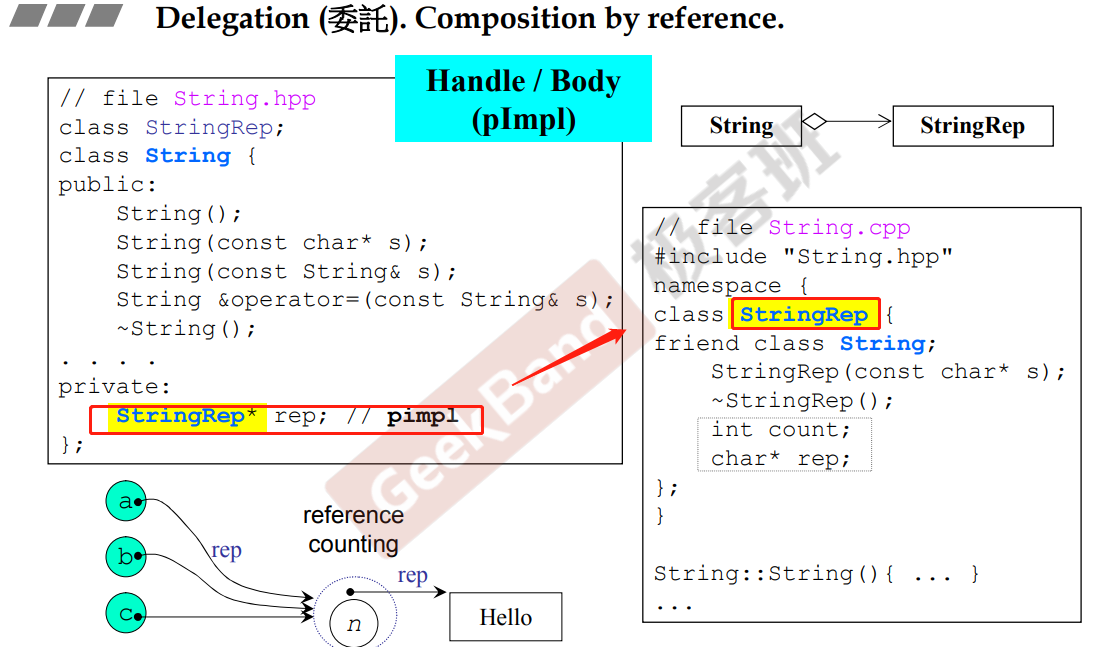 Delegation (委託). Composition by reference.
Handle / Body
(pImpl)
// file String.hpp
class StringRep;
class String {
public:
String();
String(const char* s);
String(const String& s);
String &operator=(const String& s);
~String();
. . . .
private:
StringRep* rep; // pimpl
};
String
StringRep
// file String.cpp
#include "String.hpp"
namespace {
class StringRep {
friend class String;
StringRep(const char* s);
~StringRep();
int count;
char* rep;
};
}
String::String(){ ... }
...
a
b
c
rep
reference
counting
rep
n
Hello
GeekBand
极客班